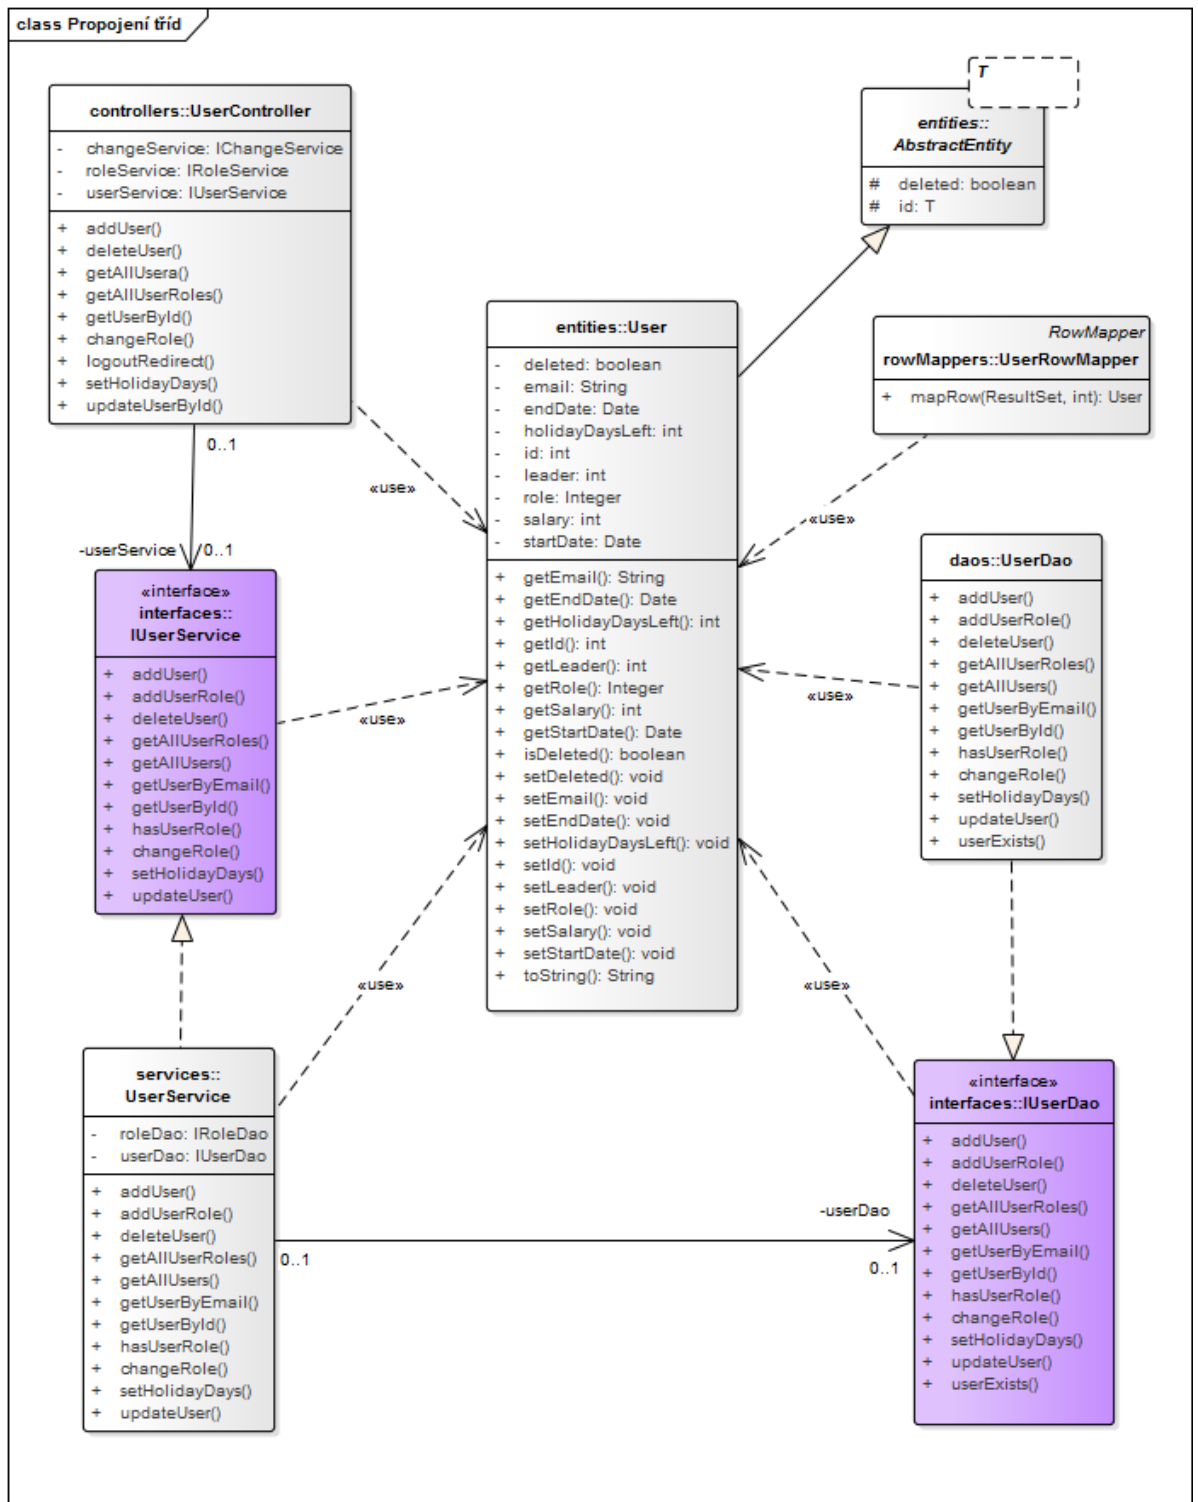 class Propojení tříd
controllers::UserController
- changeService: IChangeService
- roleService: IRoleService
- userService: IUserService
+ addUser()
+ deleteUser()
+ getAllUsera()
+ getAllUserRoles()
+ getUserById()
+ changeRole()
+ logoutRedirect()
+ setHolidayDays()
+ updateUserById()
T
entities::
AbstractEntity
# deleted: boolean
# id: T
entities::User
- deleted: boolean
- email: String
- endDate: Date
- holidayDaysLeft: int
- id: int
- leader: int
- role: Integer
- salary: int
- startDate: Date
+ getEmail(): String
+ getEndDate(): Date
+ getHolidayDaysLeft(): int
+ getId(): int
+ getLeader(): int
+ getRole(): Integer
+ getSalary(): int
+ getStartDate(): Date
+ isDeleted(): boolean
+ setDeleted(): void
+ setEmail(): void
+ setEndDate(): void
+ setHolidayDaysLeft(): void
+ setId(): void
+ setLeader(): void
+ setRole(): void
+ setSalary(): void
+ setStartDate(): void
+ toString(): String
RowMapper
rowMappers::UserRowMapper
+ mapRow(ResultSet, int): User
0..1
«use»
«use»
-userService
0..1
«interface»
interfaces::
IUserService
+ addUser()
+ addUserRole()
+ deleteUser()
+ getAllUserRoles()
+ getAllUsers()
+ getUserByEmail()
+ getUserById()
+ hasUserRole()
+ changeRole()
+ setHolidayDays()
+ updateUser()
«use»
«use»
daos::UserDao
+ addUser()
+ addUserRole()
+ deleteUser()
+ getAllUserRoles()
+ getAllUsers()
+ getUserByEmail()
+ getUserById()
+ hasUserRole()
+ changeRole()
+ setHolidayDays()
+ updateUser()
+ userExists()
«use»
«use»
services::
UserService
- roleDao: IRoleDao
- userDao: IUserDao
+ addUser()
+ addUserRole()
+ deleteUser()
+ getAllUserRoles()
+ getAllUsers()
+ getUserByEmail()
+ getUserById()
+ hasUserRole()
+ changeRole()
+ setHolidayDays()
+ updateUser()
0..1
-userDao
0..1
«interface»
interfaces::IUserDao
+ addUser()
+ addUserRole()
+ deleteUser()
+ getAllUserRoles()
+ getAllUsers()
+ getUserByEmail()
+ getUserById()
+ hasUserRole()
+ changeRole()
+ setHolidayDays()
+ updateUser()
+ userExists()